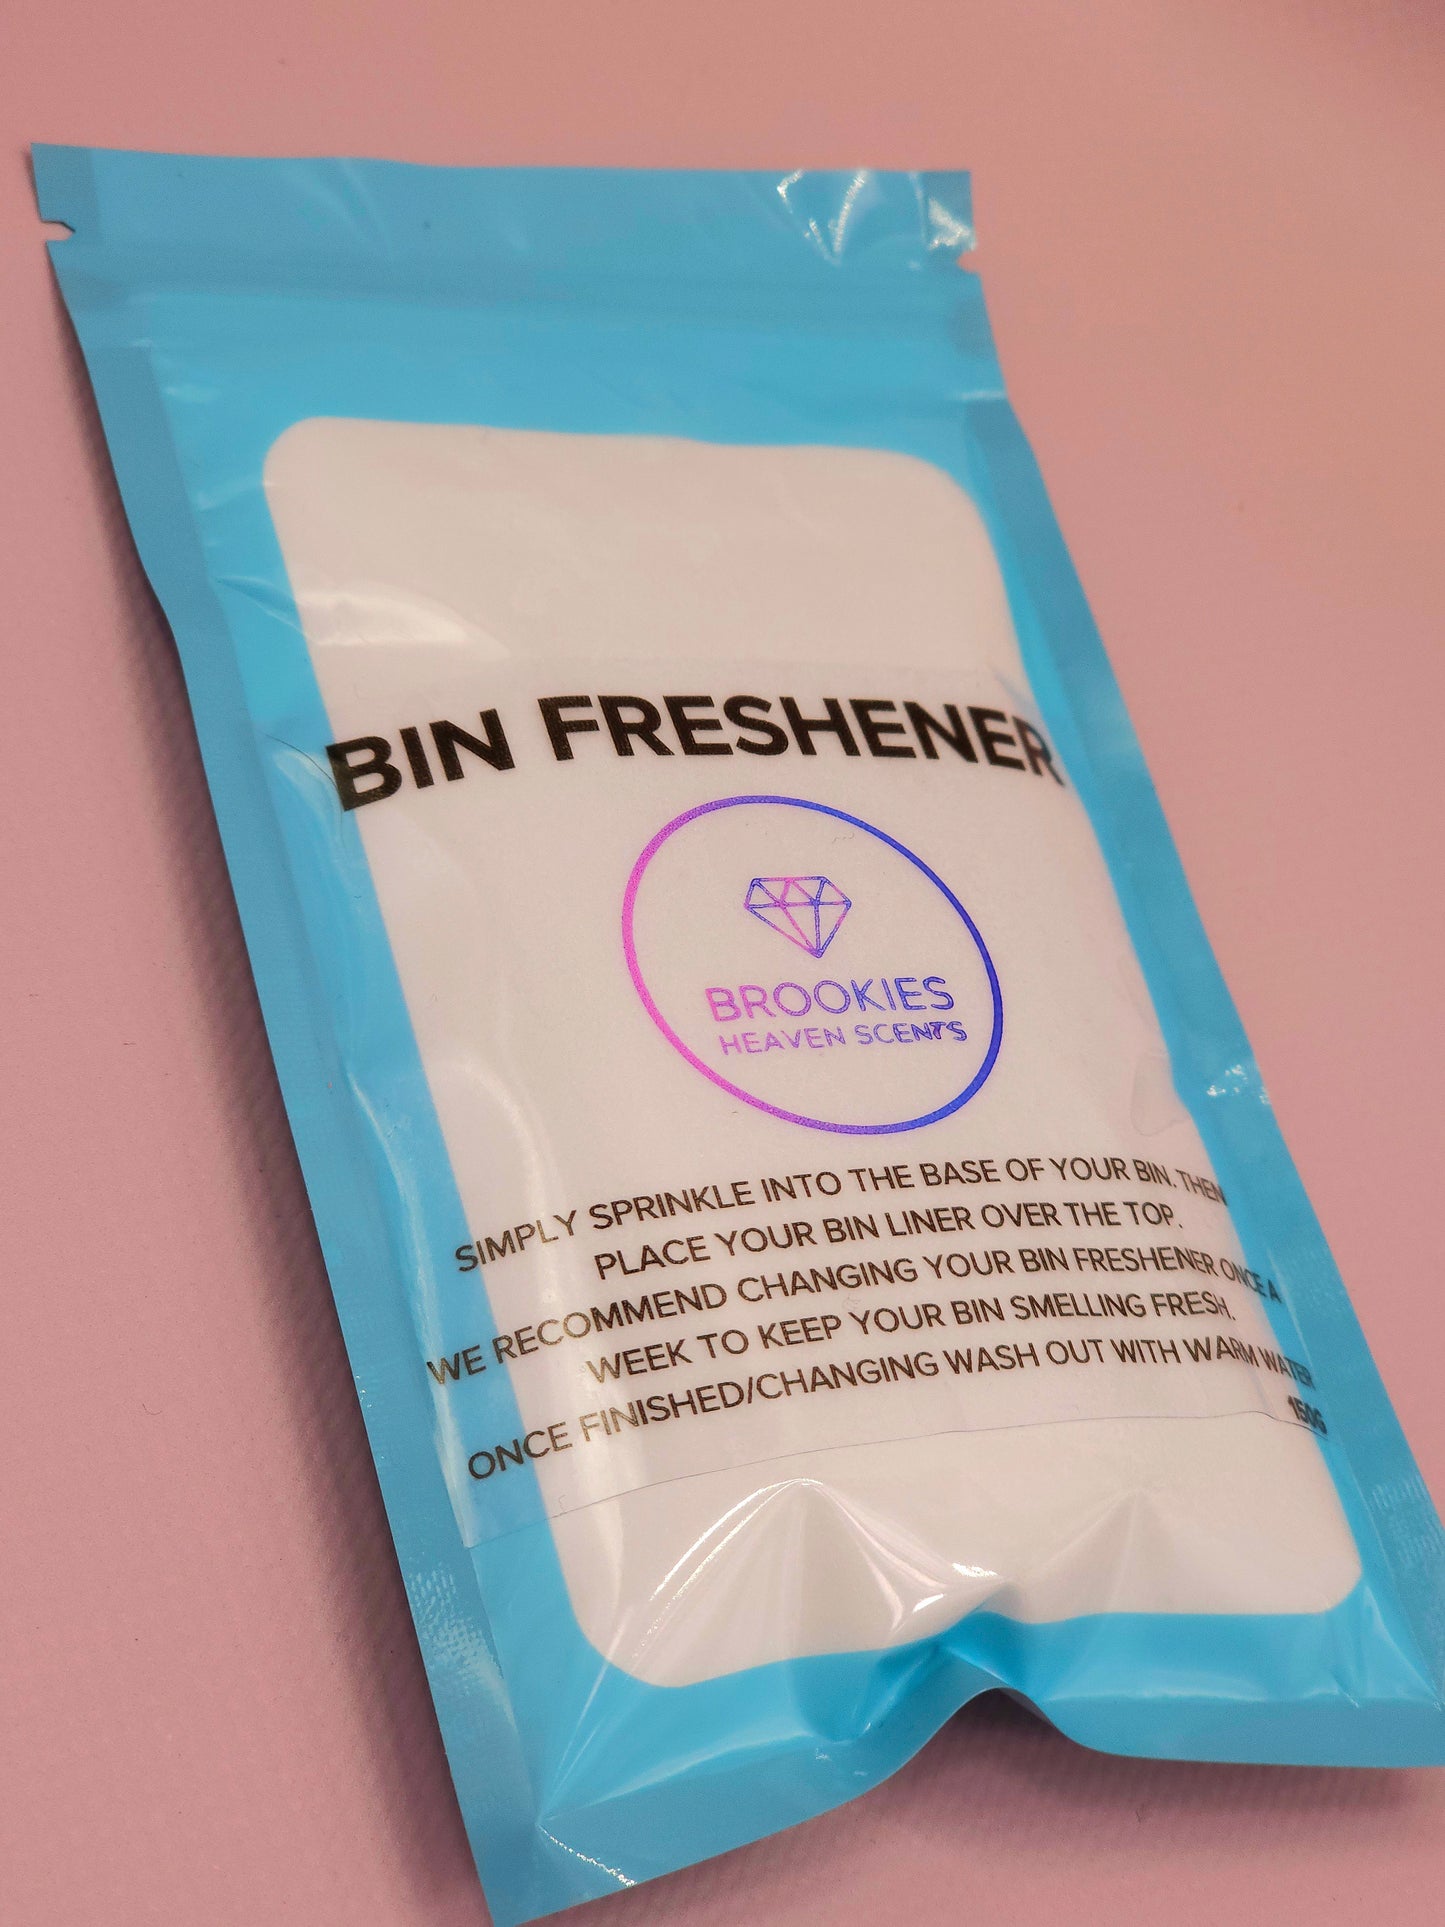 BIN FRESHENER
BROOKIES
HEAVEN SCENTS
SIMPLY SPRINKLE INTO THE BASE OF YOUR BIN. THEN
PLACE YOUR BIN LINER OVER THE TOP.
WE RECOMMEND CHANGING YOUR BIN FRESHENER ONCE A
WEEK TO KEEP YOUR BIN SMELLING FRESH.
ONCE FINISHED/CHANGING WASH OUT WITH WARM WATER
150G